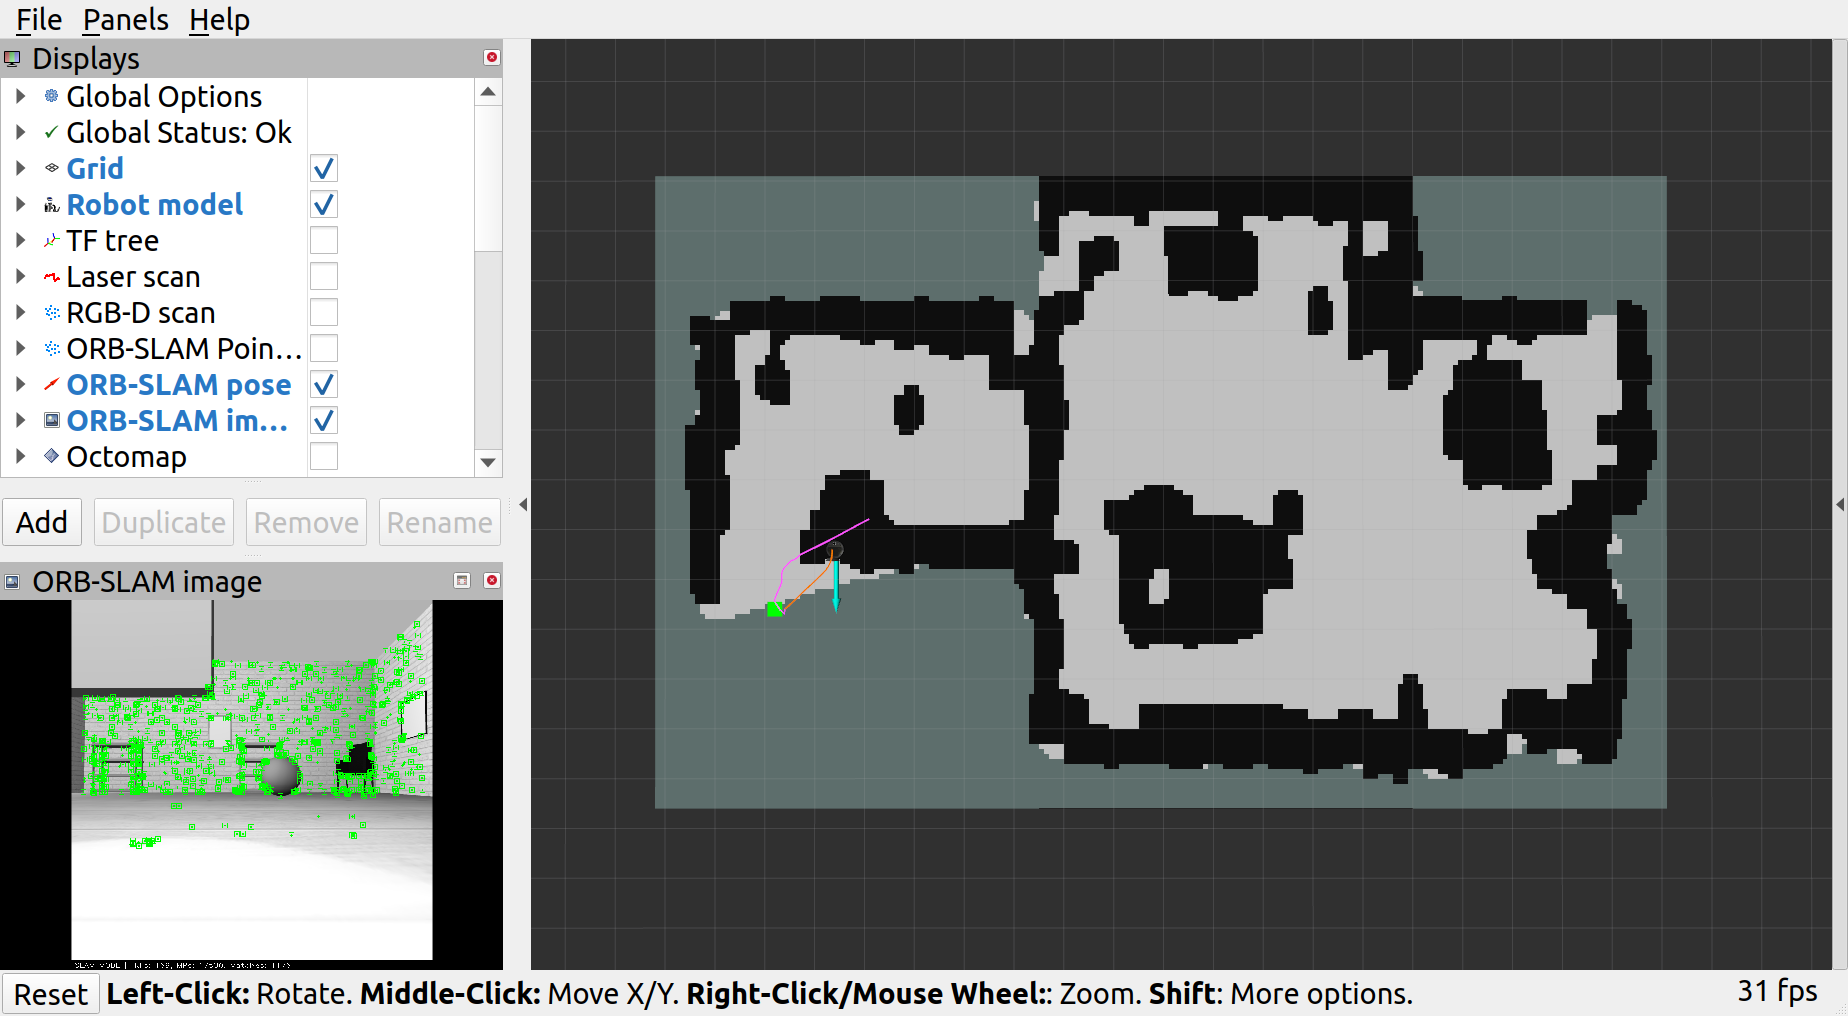 File Panels Help
Displays
Global Options
Global Status: Ok
Grid
Robot model
TF tree
Laser scan
RGB-D scan
ORB-SLAM Poin...
ORB-SLAM pose
ORB-SLAM im...
Octomap
Add Duplicate Remove Rename
ORB-SLAM image
SLAM MODE |
Reset Left-Click: Rotate. Middle-Click: Move X/Y. Right-Click/Mouse Wheel:: Zoom. Shift: More options. 31 fps